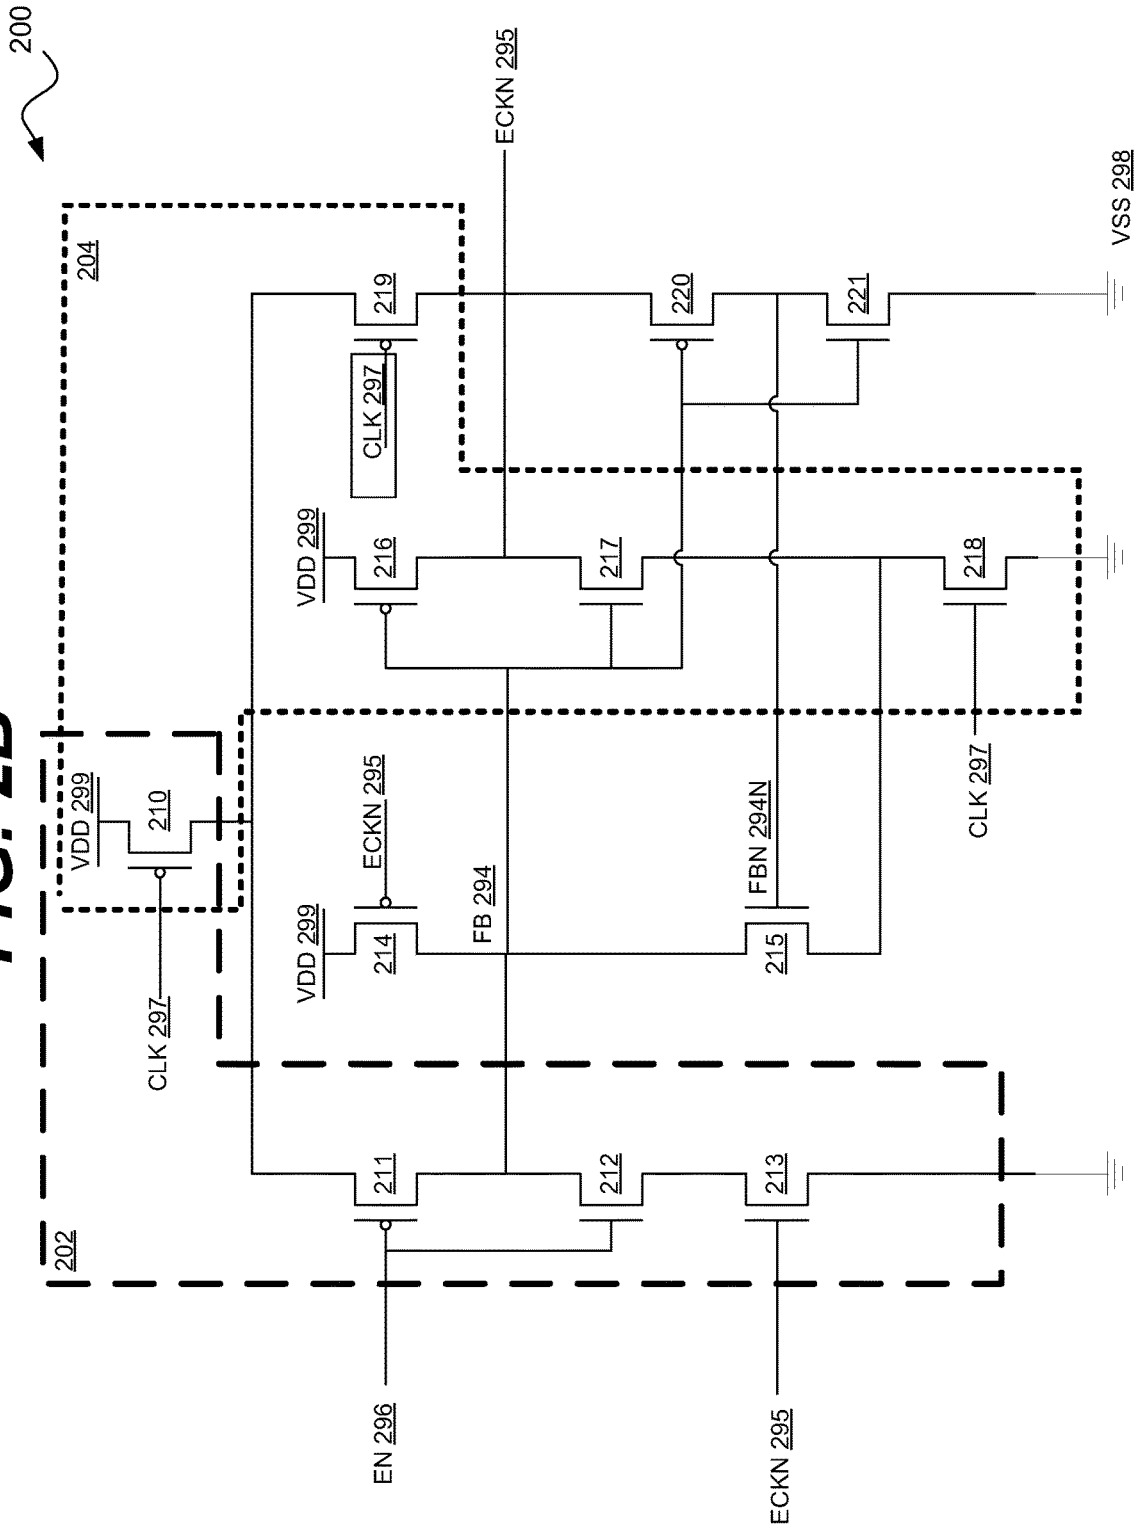 200
FIG. 2B
202
204
VDD 299
210
CLK 297
VDD 299
214
ECKN 295
VDD 299
216
CLK 297
219
ECKN 295
EN 296
211
FB 294
212
217
220
ECKN 295
213
215
FBN 294N
221
CLK 297
218
VSS 298